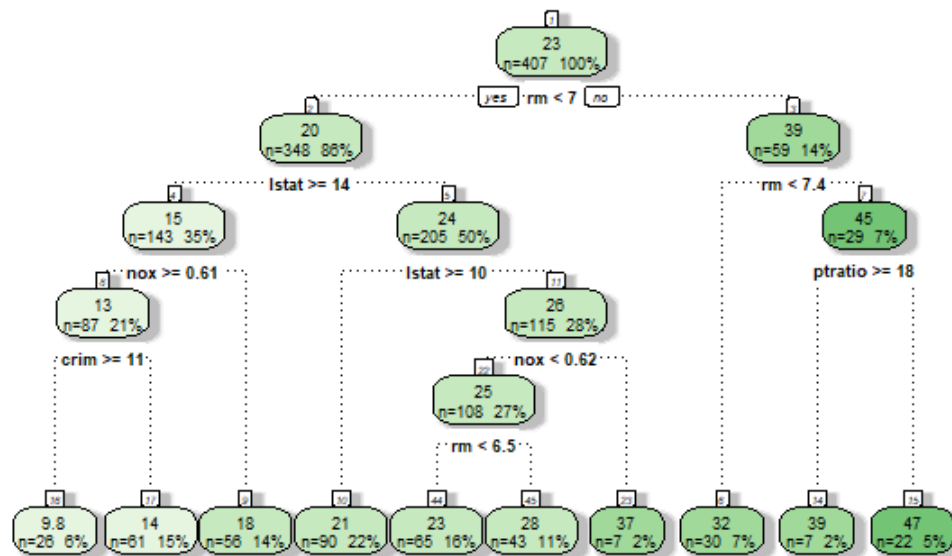 1
23
n=407 100%
yes rm < 7 no
2
20
n=348 86%
3
39
n=59 14%
lstat >= 14
rm < 7.4
4
15
n=143 35%
5
24
n=205 50%
7
45
n=29 7%
nox >= 0.61
lstat >= 10
ptratio >= 18
8
13
n=87 21%
11
26
n=115 28%
crim >= 11
nox < 0.62
22
25
n=108 27%
rm < 6.5
16
9.8
n=26 6%
17
14
n=61 15%
9
18
n=56 14%
10
21
n=90 22%
44
23
n=65 16%
45
28
n=43 11%
23
37
n=7 2%
6
32
n=30 7%
14
39
n=7 2%
15
47
n=22 5%